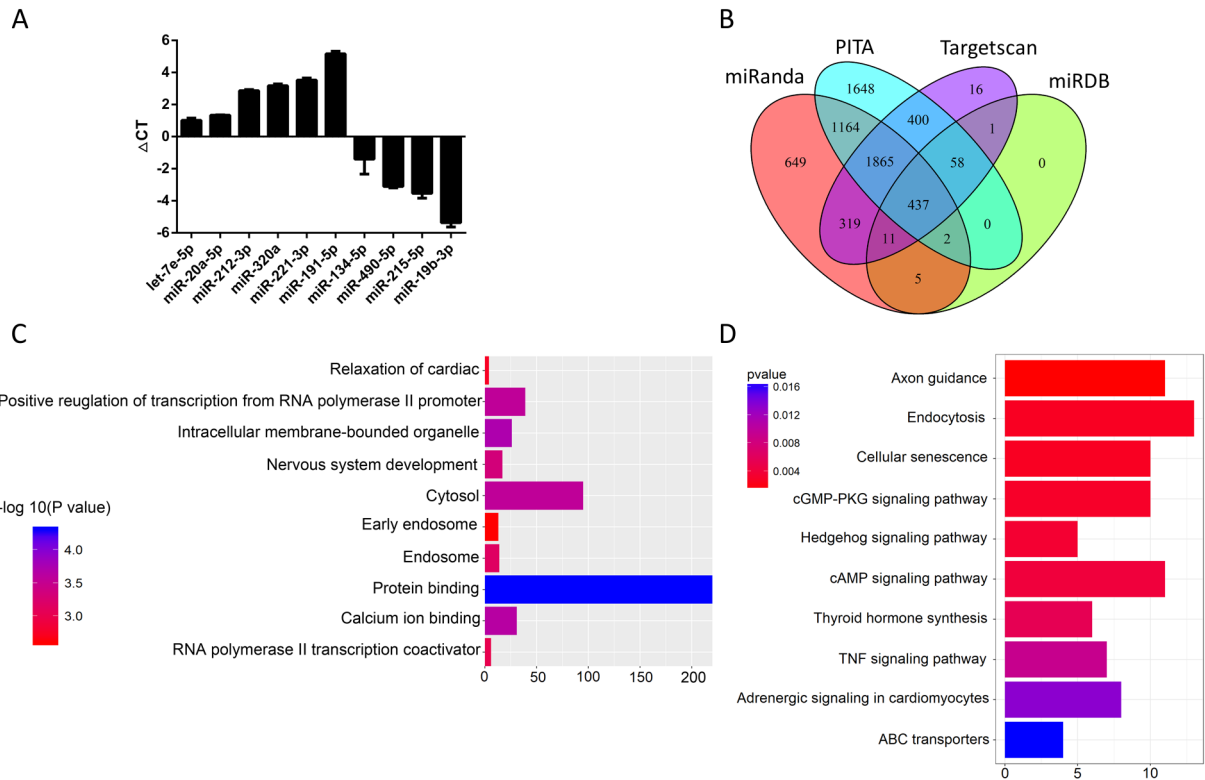 A
△CT
6
4
2
0
-2
-4
-6
let-7e-5p
miR-20a-5p
miR-212-3p
miR-320a
miR-221-3p
miR-191-5p
miR-134-5p
miR-490-5p
miR-215-5p
miR-19b-3p
B
miRanda
PITA
Targetscan
miRDB
1648
16
1164
400
1
649
1865
58
0
437
319
0
11
2
5
C
Relaxation of cardiac
Positive reuglation of transcription from RNA polymerase II promoter
Intracellular membrane-bounded organelle
Nervous system development
Cytosol
Early endosome
Endosome
Protein binding
Calcium ion binding
RNA polymerase II transcription coactivator
0 50 100 150 200
-log 10(P value)
4.0
3.5
3.0
D
pvalue
0.016
0.012
0.008
0.004
Axon guidance
Endocytosis
Cellular senescence
cGMP-PKG signaling pathway
Hedgehog signaling pathway
cAMP signaling pathway
Thyroid hormone synthesis
TNF signaling pathway
Adrenergic signaling in cardiomyocytes
ABC transporters
0 5 10